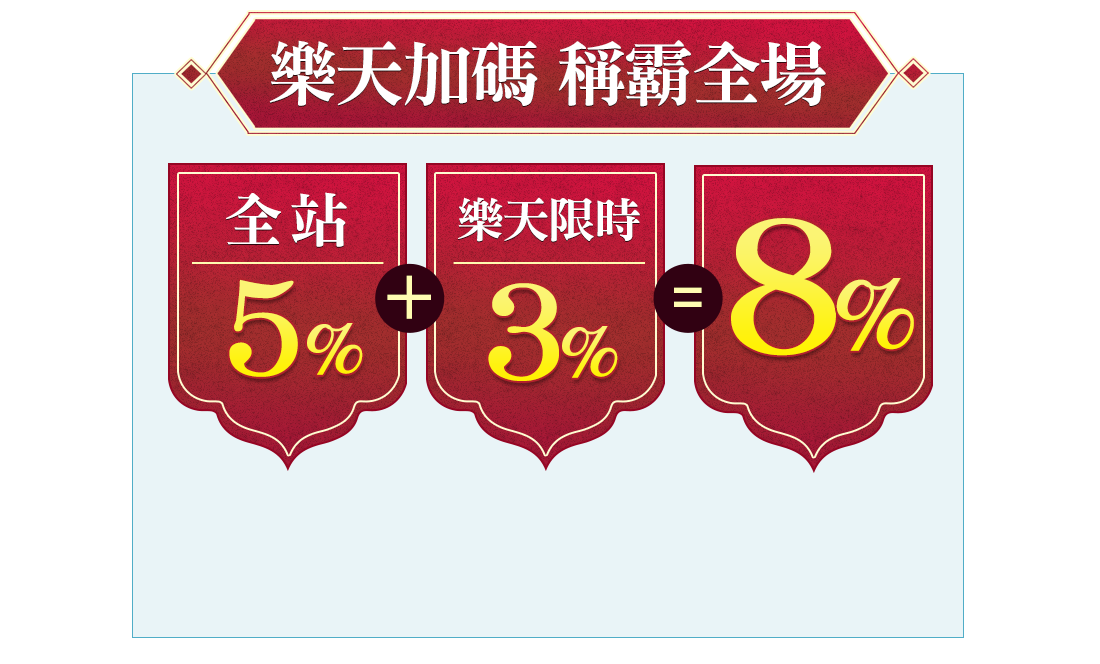 樂天加碼 稱霸全場
全站
5%
+
樂天限時
3%
=
8%